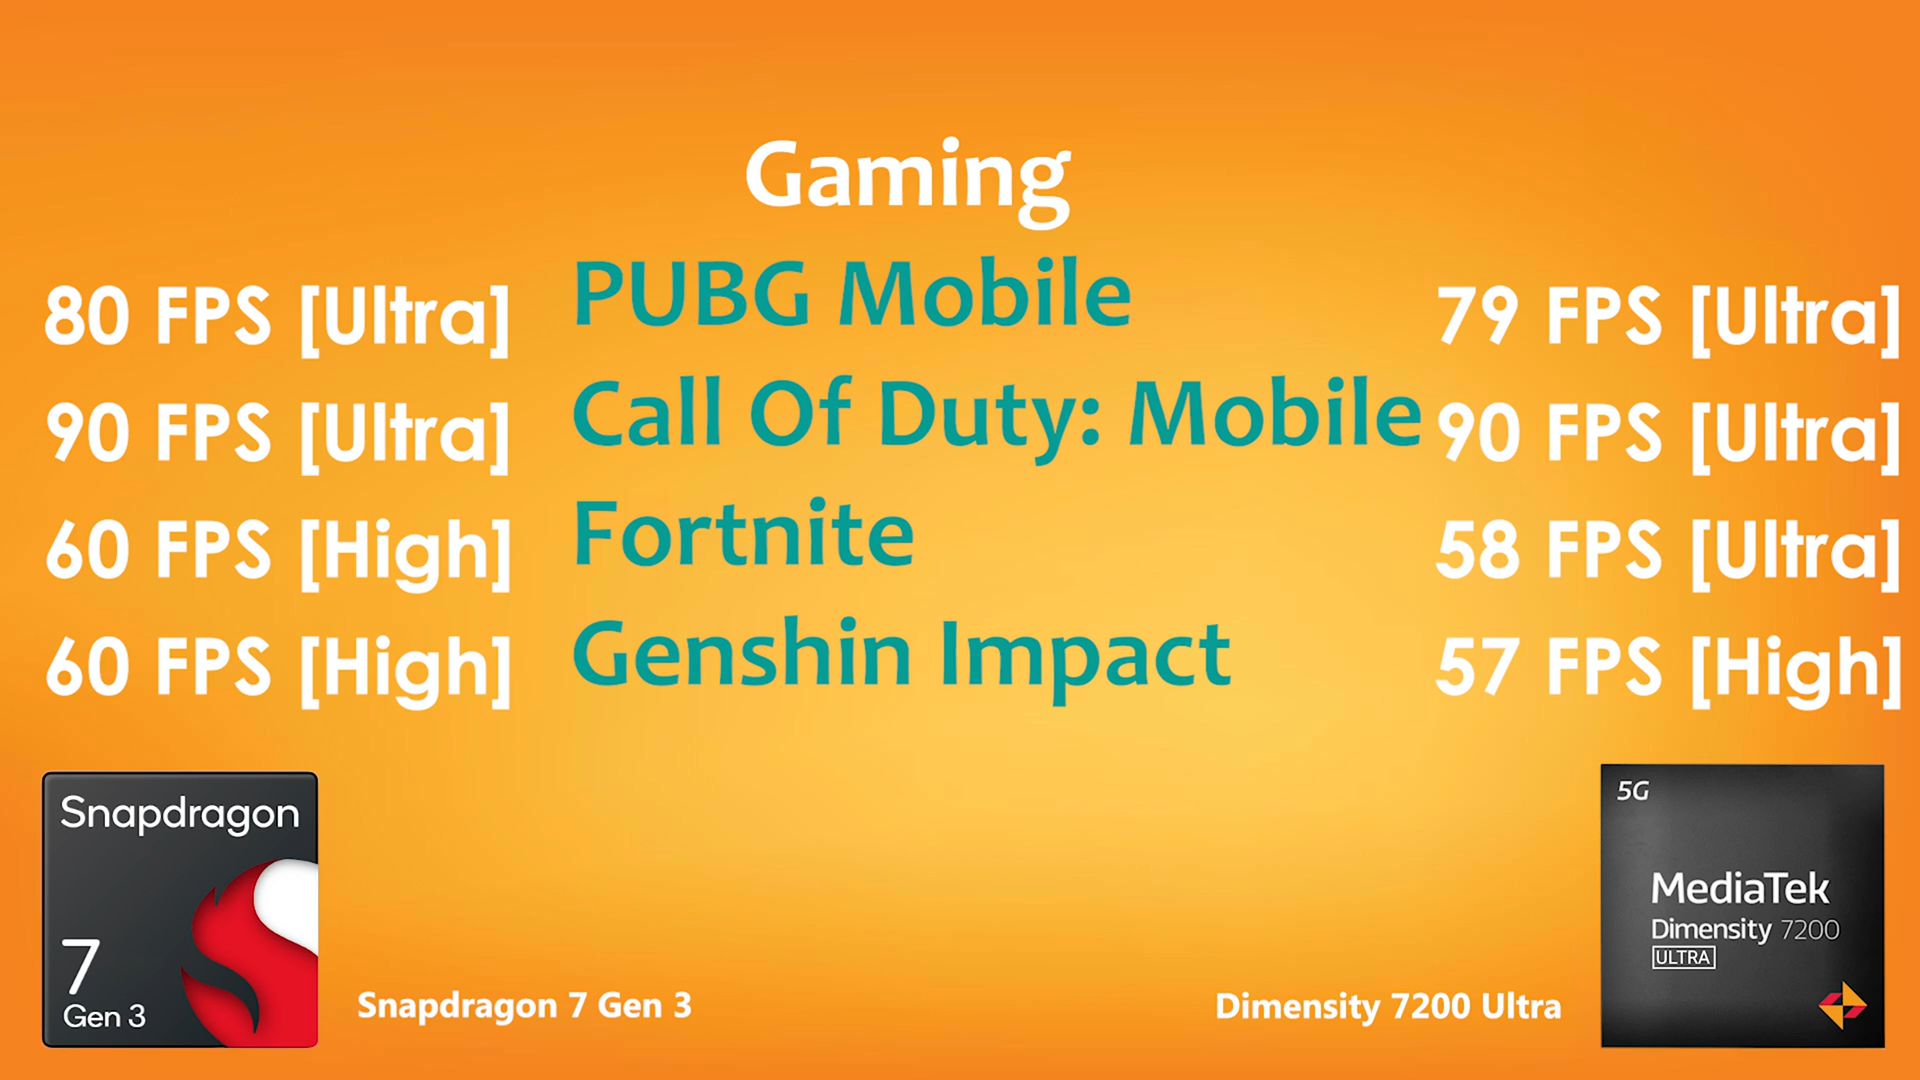 Gaming
80 FPS [Ultra] PUBG Mobile 79 FPS [Ultra]
90 FPS [Ultra] Call Of Duty: Mobile 90 FPS [Ultra]
60 FPS [High] Fortnite 58 FPS [Ultra]
60 FPS [High] Genshin Impact 57 FPS [High]
Snapdragon
7
Gen 3
Snapdragon 7 Gen 3
Dimensity 7200 Ultra
5G
MediaTek
Dimensity 7200
ULTRA